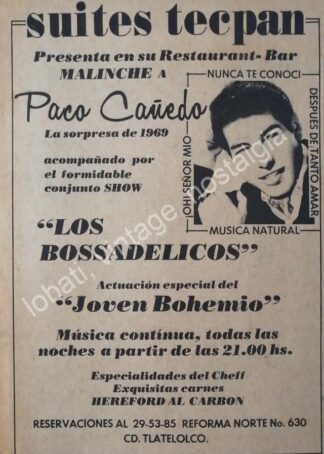 suites tecpan
Presenta en su Restaurant-Bar
MALINCHE A
NUNCA TE CONOCI
Paco Cañedo
DESPUES DE TANTO AMAR
¡OH! SEÑOR MIO
La sorpresa de 1969
acompañado por
el formidable
conjunto SHOW
MUSICA NATURAL
"LOS
BOSSADELICOS"
Actuación especial del
"Joven Bohemio"
Música contínua, todas las
noches a partir de las 21.00 hs.
Especialidades del Cheff
Exquisitas carnes
HEREFORD AL CARBON
RESERVACIONES AL 29-53-85 REFORMA NORTE No. 630
CD. TLATELOLCO.
lobati, vintage nostalgia